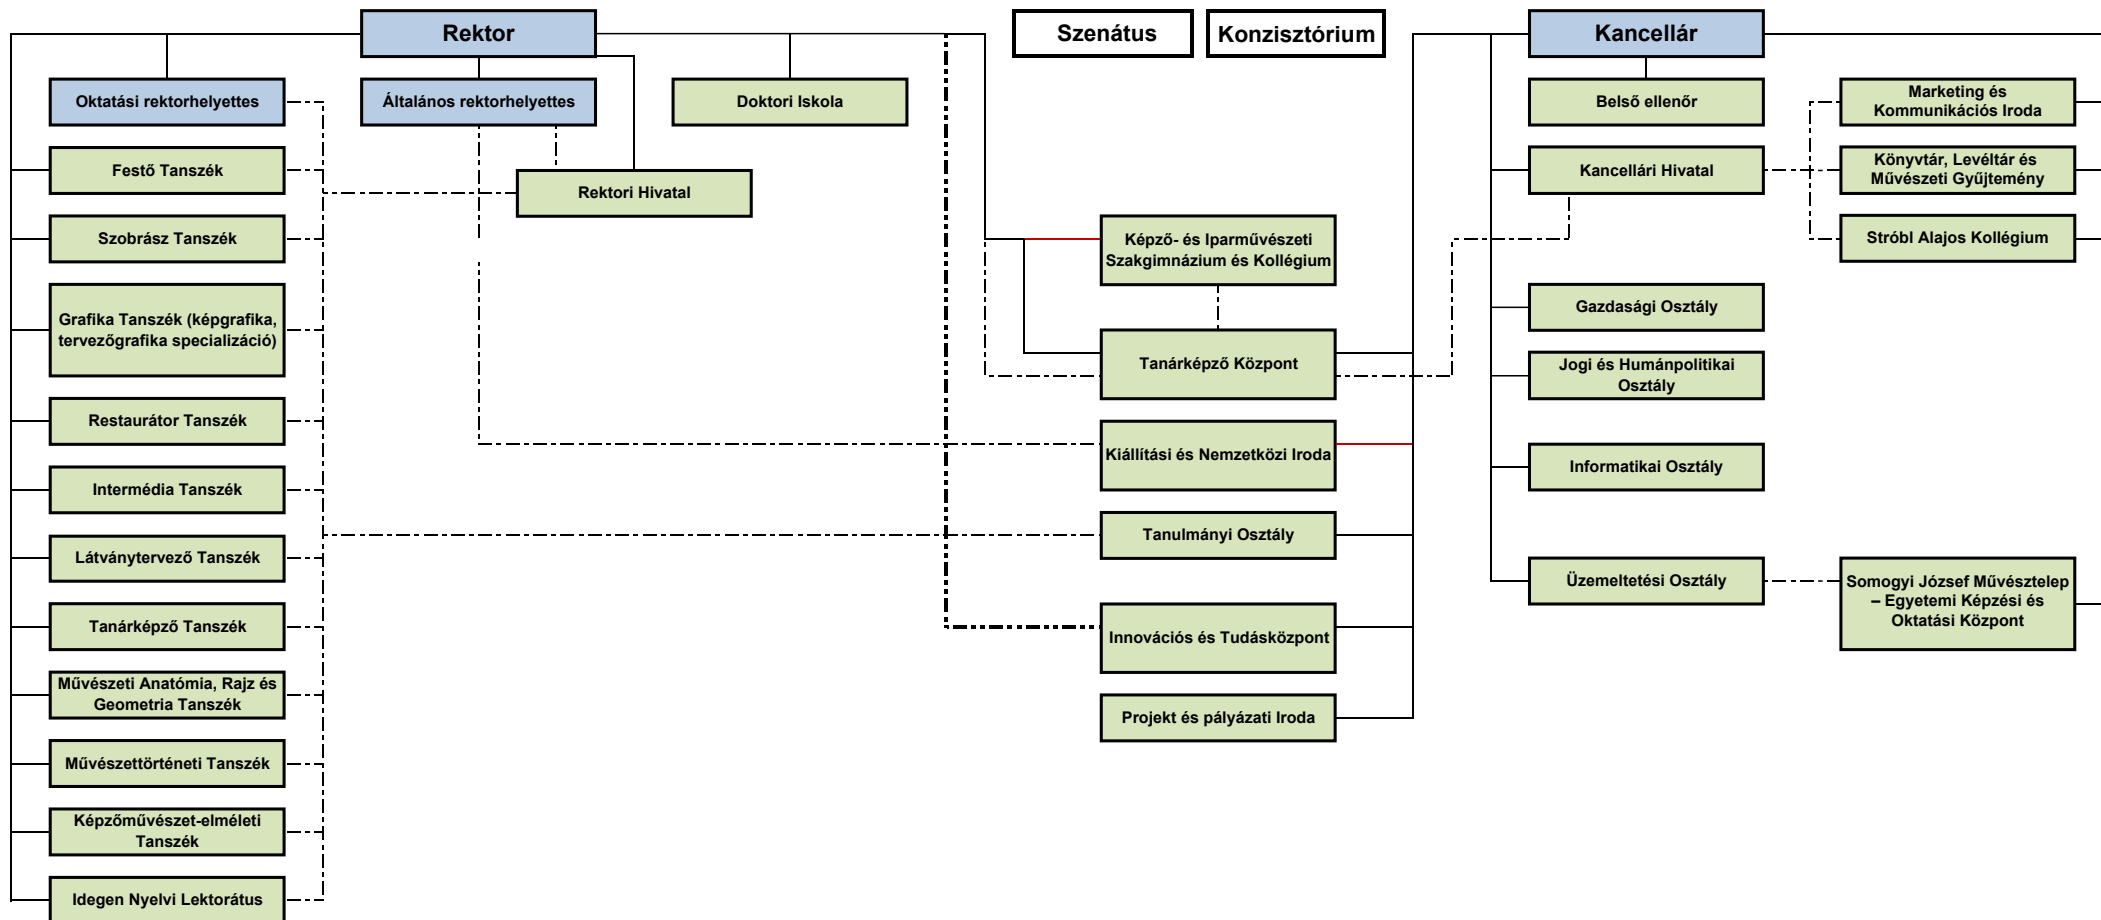 Rektor
Szenátus
Konzisztórium
Kancellár
Oktatási rektorhelyettes
Általános rektorhelyettes
Doktori Iskola
Belső ellenőr
Marketing és
Kommunikációs Iroda
Festő Tanszék
Rektori Hivatal
Kancellári Hivatal
Könyvtár, Levéltár és
Művészeti Gyűjtemény
Szobrász Tanszék
Képző- és Iparművészeti
Szakgimnázium és Kollégium
Stróbl Alajos Kollégium
Grafika Tanszék (képgrafika,
tervezőgrafika specializáció)
Gazdasági Osztály
Tanárképző Központ
Jogi és Humánpolitikai
Osztály
Restaurátor Tanszék
Kiállítási és Nemzetközi Iroda
Informatikai Osztály
Intermédia Tanszék
Tanulmányi Osztály
Látványtervező Tanszék
Üzemeltetési Osztály
Somogyi József Művésztelep
– Egyetemi Képzési és
Oktatási Központ
Tanárképző Tanszék
Innovációs és Tudásközpont
Művészeti Anatómia, Rajz és
Geometria Tanszék
Projekt és pályázati Iroda
Művészettörténeti Tanszék
Képzőművészet-elméleti
Tanszék
Idegen Nyelvi Lektorátus